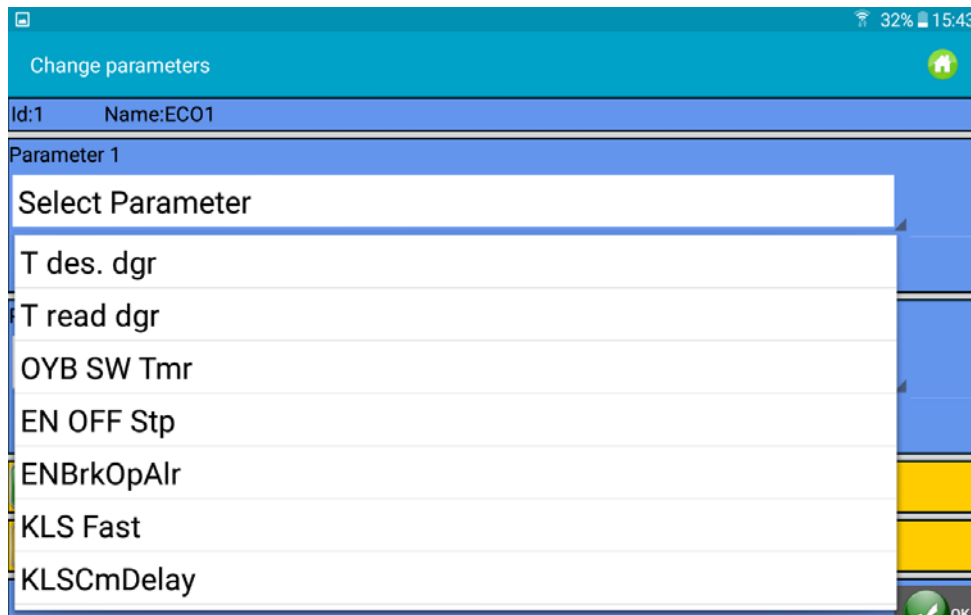 32% 15:43
Change parameters
Id:1 Name:ECO1
Parameter 1
Select Parameter
T des. dgr
T read dgr
OYB SW Tmr
EN OFF Stp
ENBrkOpAlr
KLS Fast
KLSCmDelay
OK